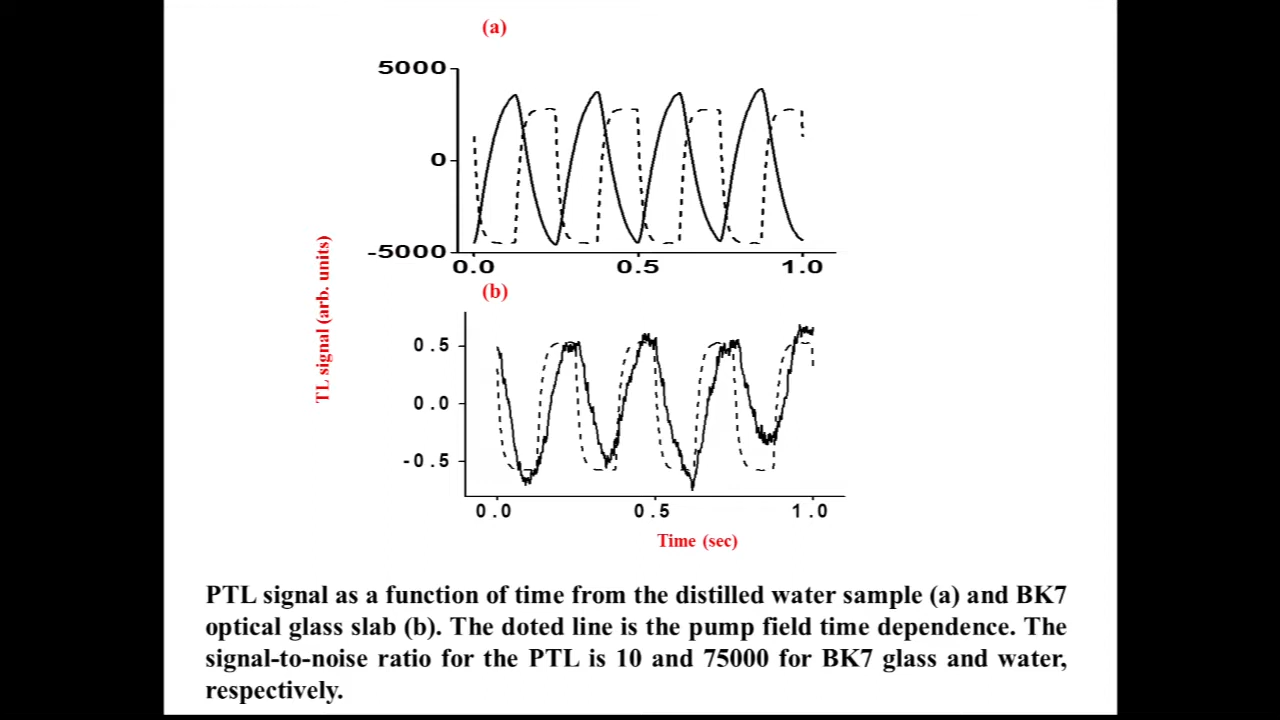 (a)
5000
0
-5000
0.0 0.5 1.0
TL signal (arb. units)
(b)
0.5
0.0
-0.5
0.0 0.5 1.0
Time (sec)
PTL signal as a function of time from the distilled water sample (a) and BK7
optical glass slab (b). The doted line is the pump field time dependence. The
signal-to-noise ratio for the PTL is 10 and 75000 for BK7 glass and water,
respectively.